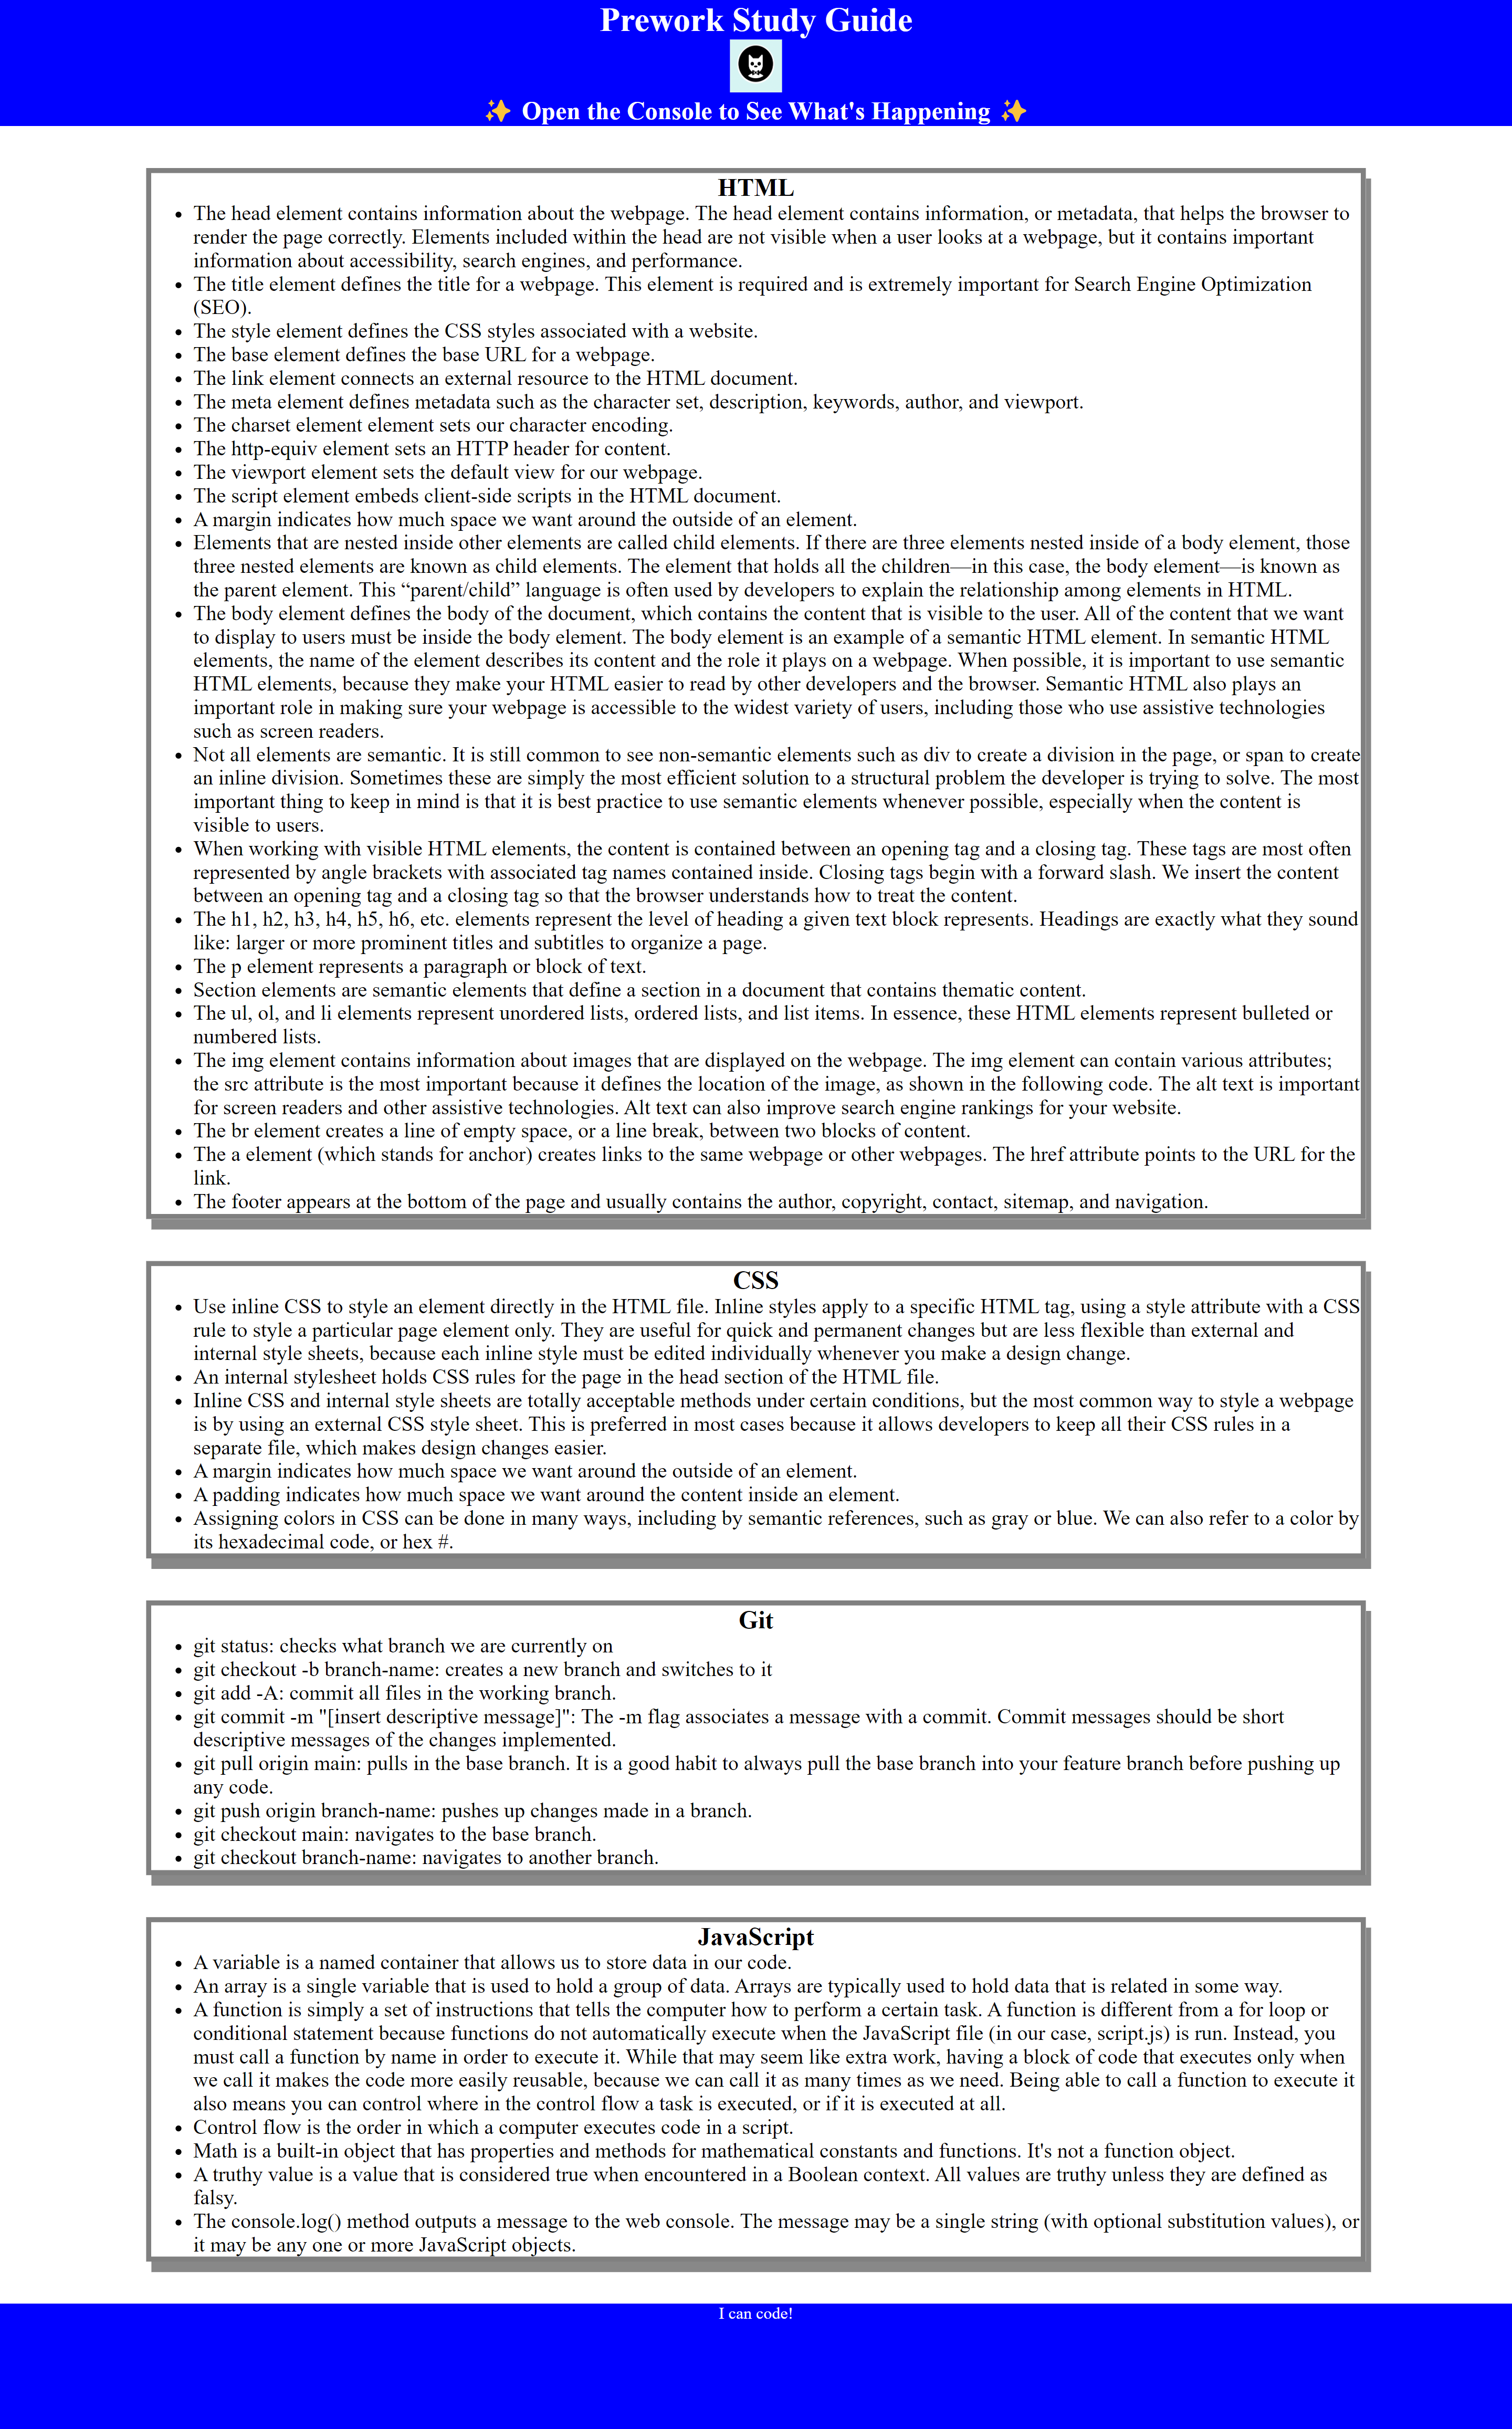 Prework Study Guide
✨ Open the Console to See What's Happening ✨
HTML
• The head element contains information about the webpage. The head element contains information, or metadata, that helps the browser to
render the page correctly. Elements included within the head are not visible when a user looks at a webpage, but it contains important
information about accessibility, search engines, and performance.
• The title element defines the title for a webpage. This element is required and is extremely important for Search Engine Optimization
(SEO).
• The style element defines the CSS styles associated with a website.
• The base element defines the base URL for a webpage.
• The link element connects an external resource to the HTML document.
• The meta element defines metadata such as the character set, description, keywords, author, and viewport.
• The charset element element sets our character encoding.
• The http-equiv element sets an HTTP header for content.
• The viewport element sets the default view for our webpage.
• The script element embeds client-side scripts in the HTML document.
• A margin indicates how much space we want around the outside of an element.
• Elements that are nested inside other elements are called child elements. If there are three elements nested inside of a body element, those
three nested elements are known as child elements. The element that holds all the children—in this case, the body element—is known as
the parent element. This “parent/child” language is often used by developers to explain the relationship among elements in HTML.
• The body element defines the body of the document, which contains the content that is visible to the user. All of the content that we want
to display to users must be inside the body element. The body element is an example of a semantic HTML element. In semantic HTML
elements, the name of the element describes its content and the role it plays on a webpage. When possible, it is important to use semantic
HTML elements, because they make your HTML easier to read by other developers and the browser. Semantic HTML also plays an
important role in making sure your webpage is accessible to the widest variety of users, including those who use assistive technologies
such as screen readers.
• Not all elements are semantic. It is still common to see non-semantic elements such as div to create a division in the page, or span to create
an inline division. Sometimes these are simply the most efficient solution to a structural problem the developer is trying to solve. The most
important thing to keep in mind is that it is best practice to use semantic elements whenever possible, especially when the content is
visible to users.
• When working with visible HTML elements, the content is contained between an opening tag and a closing tag. These tags are most often
represented by angle brackets with associated tag names contained inside. Closing tags begin with a forward slash. We insert the content
between an opening tag and a closing tag so that the browser understands how to treat the content.
• The h1, h2, h3, h4, h5, h6, etc. elements represent the level of heading a given text block represents. Headings are exactly what they sound
like: larger or more prominent titles and subtitles to organize a page.
• The p element represents a paragraph or block of text.
• Section elements are semantic elements that define a section in a document that contains thematic content.
• The ul, ol, and li elements represent unordered lists, ordered lists, and list items. In essence, these HTML elements represent bulleted or
numbered lists.
• The img element contains information about images that are displayed on the webpage. The img element can contain various attributes;
the src attribute is the most important because it defines the location of the image, as shown in the following code. The alt text is important
for screen readers and other assistive technologies. Alt text can also improve search engine rankings for your website.
• The br element creates a line of empty space, or a line break, between two blocks of content.
• The a element (which stands for anchor) creates links to the same webpage or other webpages. The href attribute points to the URL for the
link.
• The footer appears at the bottom of the page and usually contains the author, copyright, contact, sitemap, and navigation.
CSS
• Use inline CSS to style an element directly in the HTML file. Inline styles apply to a specific HTML tag, using a style attribute with a CSS
rule to style a particular page element only. They are useful for quick and permanent changes but are less flexible than external and
internal style sheets, because each inline style must be edited individually whenever you make a design change.
• An internal stylesheet holds CSS rules for the page in the head section of the HTML file.
• Inline CSS and internal style sheets are totally acceptable methods under certain conditions, but the most common way to style a webpage
is by using an external CSS style sheet. This is preferred in most cases because it allows developers to keep all their CSS rules in a
separate file, which makes design changes easier.
• A margin indicates how much space we want around the outside of an element.
• A padding indicates how much space we want around the content inside an element.
• Assigning colors in CSS can be done in many ways, including by semantic references, such as gray or blue. We can also refer to a color by
its hexadecimal code, or hex #.
Git
• git status: checks what branch we are currently on
• git checkout -b branch-name: creates a new branch and switches to it
• git add -A: commit all files in the working branch.
• git commit -m "[insert descriptive message]": The -m flag associates a message with a commit. Commit messages should be short
descriptive messages of the changes implemented.
• git pull origin main: pulls in the base branch. It is a good habit to always pull the base branch into your feature branch before pushing up
any code.
• git push origin branch-name: pushes up changes made in a branch.
• git checkout main: navigates to the base branch.
• git checkout branch-name: navigates to another branch.
JavaScript
• A variable is a named container that allows us to store data in our code.
• An array is a single variable that is used to hold a group of data. Arrays are typically used to hold data that is related in some way.
• A function is simply a set of instructions that tells the computer how to perform a certain task. A function is different from a for loop or
conditional statement because functions do not automatically execute when the JavaScript file (in our case, script.js) is run. Instead, you
must call a function by name in order to execute it. While that may seem like extra work, having a block of code that executes only when
we call it makes the code more easily reusable, because we can call it as many times as we need. Being able to call a function to execute it
also means you can control where in the control flow a task is executed, or if it is executed at all.
• Control flow is the order in which a computer executes code in a script.
• Math is a built-in object that has properties and methods for mathematical constants and functions. It's not a function object.
• A truthy value is a value that is considered true when encountered in a Boolean context. All values are truthy unless they are defined as
falsy.
• The console.log() method outputs a message to the web console. The message may be a single string (with optional substitution values), or
it may be any one or more JavaScript objects.
I can code!